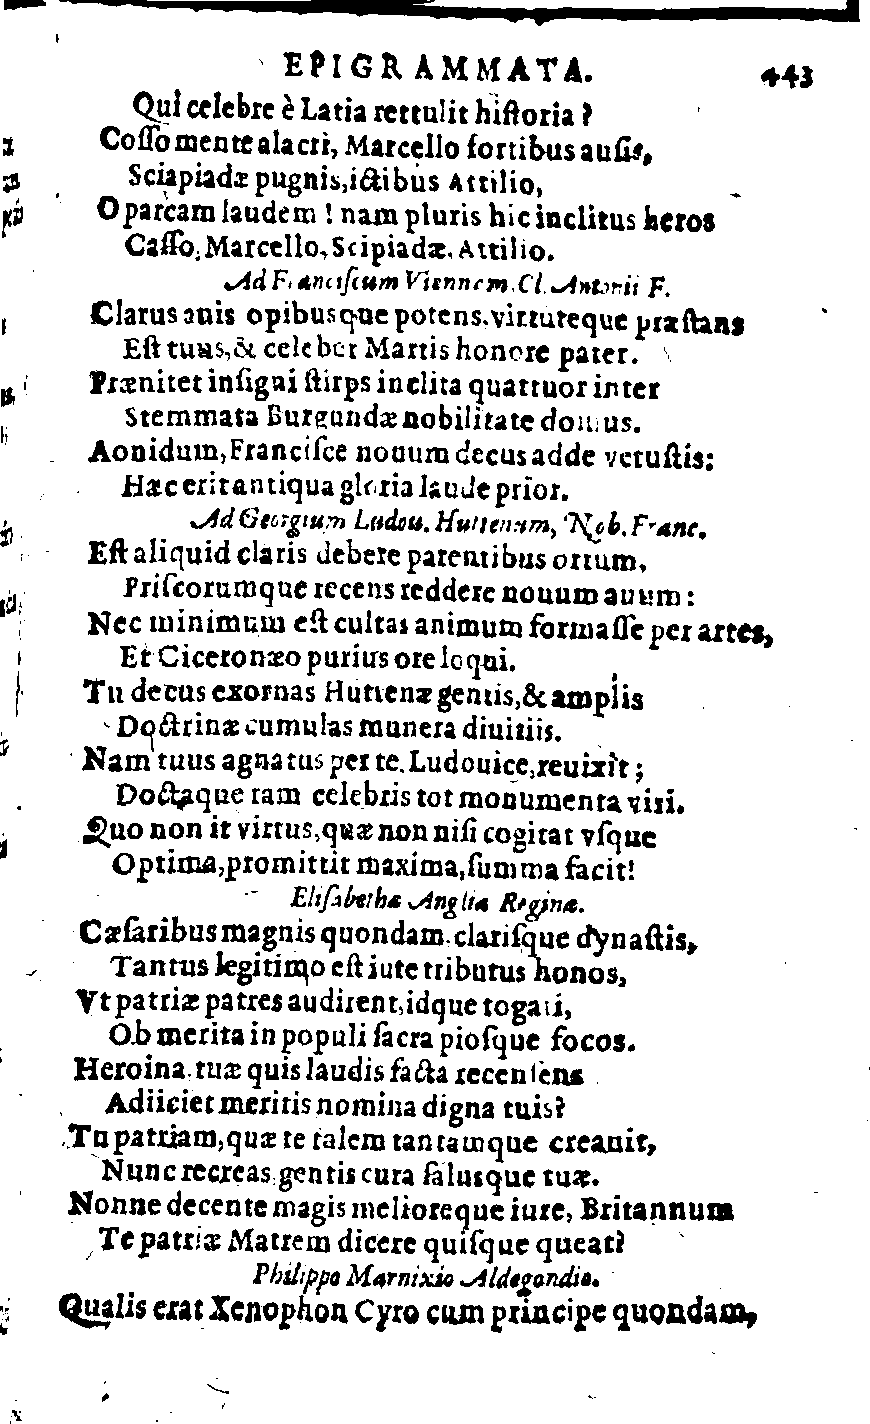 EPIGRAMMATA. 443
Qui celebre è Latia rettulit hiſtoria?
Coſſo mente alacri, Marcello fortibus auſis,
Sciapiadæ pugnis, ictibus Attilio,
O parcam laudem! nam pluris hic inclitus heros
Caſſo, Marcello, Scipiadæ, Attilio.
Ad Franciſcum Viennem. Cl. Antonii F.
Clarus auis opibusque potens, virtuteque præſtans
Eſt tuus, & celeber Martis honore pater.
Prænitet inſigni ſtirps inclita quattuor inter
Stemmata Burgundæ nobilitate domus.
Aonidum, Franciſce nouum decus adde vetuſtis:
Hæc erit antiqua gloria laude prior.
Ad Georgium Ludou. Huttenum, Nob. Franc.
Eſt aliquid claris debere parentibus ortum,
Priſcorumque recens reddere nouum auum:
Nec minimum eſt cultas animum formaſſe per artes,
Et Ciceronæo purius ore loqui.
Tu decus exornas Huttenæ gentis, & amplis
Doctrinæ cumulas munera diuitiis.
Nam tuus agnatus per te, Ludouice, reuixit;
Doctaque tam celebris tot monumenta viri.
Quo non it virtus, quæ non niſi cogitat vſque
Optima, promittit maxima, ſumma facit!
Eliſabethæ Angliæ Reginæ.
Cæſaribus magnis quondam, clariſque dynaſtis,
Tantus legitimo eſt iure tributus honos,
Vt patriæ patres audirent, idque togati,
Ob merita in populi ſacra pioſque focos.
Heroina, tuæ quis laudis facta recenſens
Adiiciet meritis nomina digna tuis?
Tu patriam, quæ te talem tantamque creauit,
Nunc recreas, gentis cura ſalusque tuæ.
Nonne decente magis melioreque iure, Britannum
Te patriæ Matrem dicere quiſque queat?
Philippo Marnixio Aldegondio.
Qualis erat Xenophon Cyro cum principe quondam,